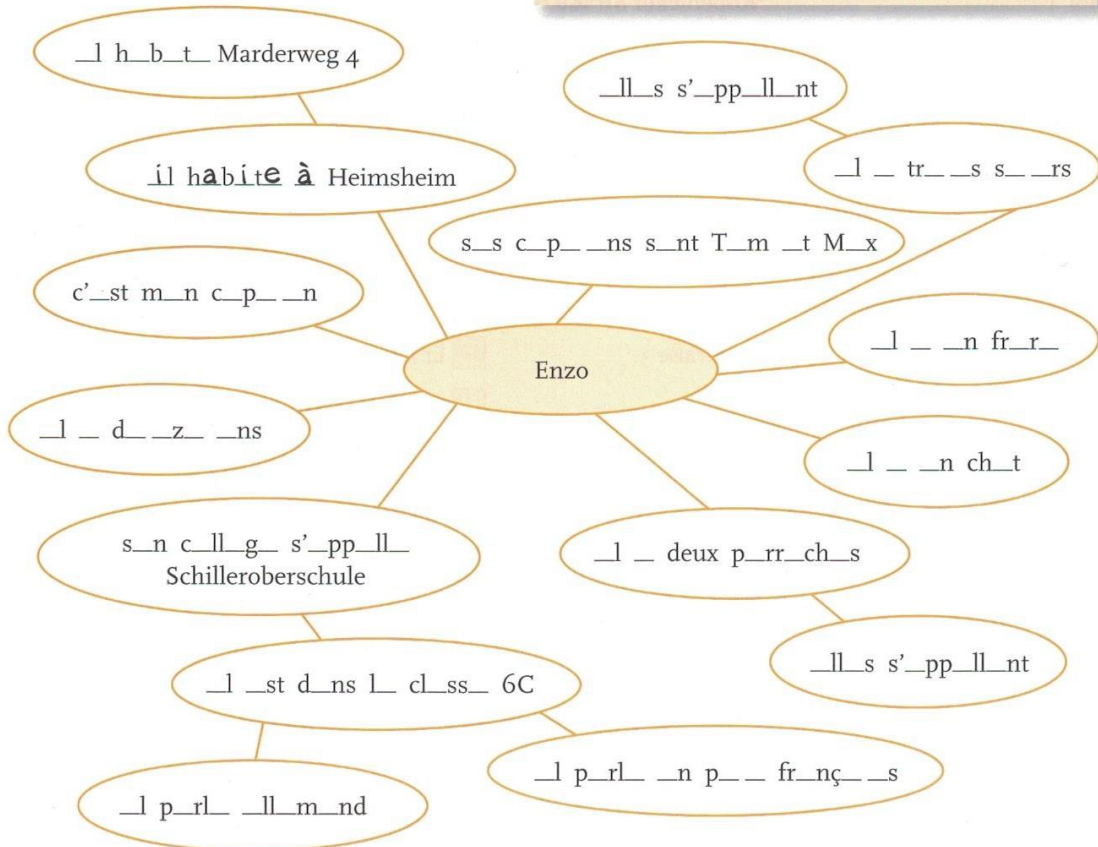 _l h_b_t_ Marderweg 4
_ll_s s'_pp_ll_nt
il habite à Heimsheim
_l _ tr_ _s s_ _rs
s_s c_p_ _ns s_nt T_m _t M_x
c'_st m_n c_p_ _n
_l _ _n fr_r_
Enzo
_l _ d_ _z_ _ns
_l _ _n ch_t
s_n c_ll_g_ s'_pp_ll_
Schilleroberschule
_l _ deux p_rr_ch_s
_ll_s s'_pp_ll_nt
_l _st d_ns l_ cl_ss_ 6C
_l p_rl_ _n p_ _ fr_nç_ _s
_l p_rl_ _ll_m_nd